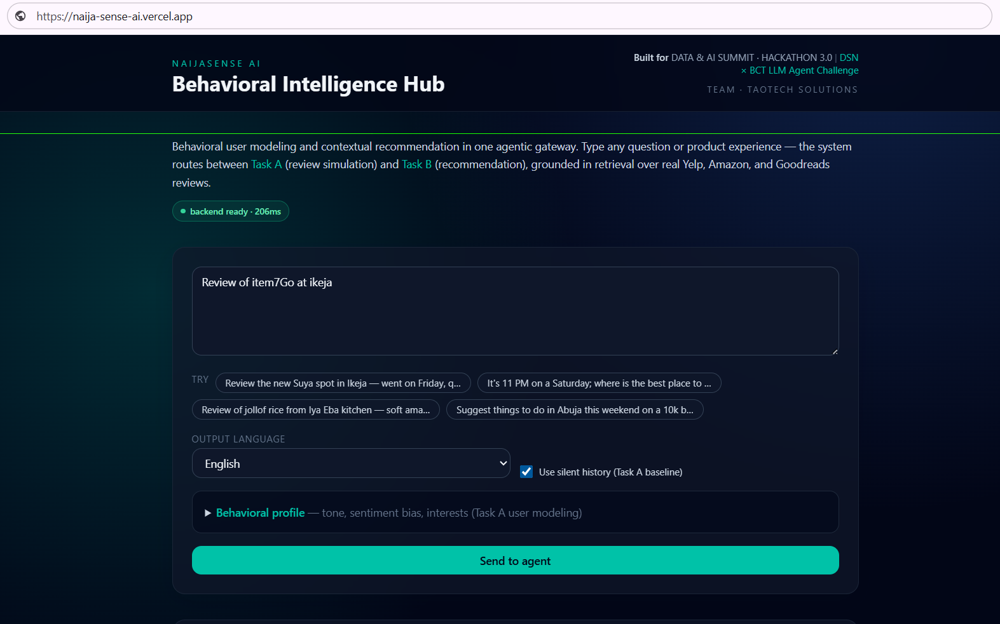 https://naija-sense-ai.vercel.app
NAIJASENSE AI
Behavioral Intelligence Hub
Built for DATA & AI SUMMIT · HACKATHON 3.0 | DSN
× BCT LLM Agent Challenge
TEAM · TAOTECH SOLUTIONS
Behavioral user modeling and contextual recommendation in one agentic gateway. Type any question or product experience — the system
routes between Task A (review simulation) and Task B (recommendation), grounded in retrieval over real Yelp, Amazon, and Goodreads
reviews.
backend ready · 206ms
Review of item7Go at ikeja
TRY
Review the new Suya spot in Ikeja — went on Friday, q...
It's 11 PM on a Saturday; where is the best place to ...
Review of jollof rice from Iya Eba kitchen — soft ama...
Suggest things to do in Abuja this weekend on a 10k b...
OUTPUT LANGUAGE
English
Use silent history (Task A baseline)
Behavioral profile — tone, sentiment bias, interests (Task A user modeling)
Send to agent